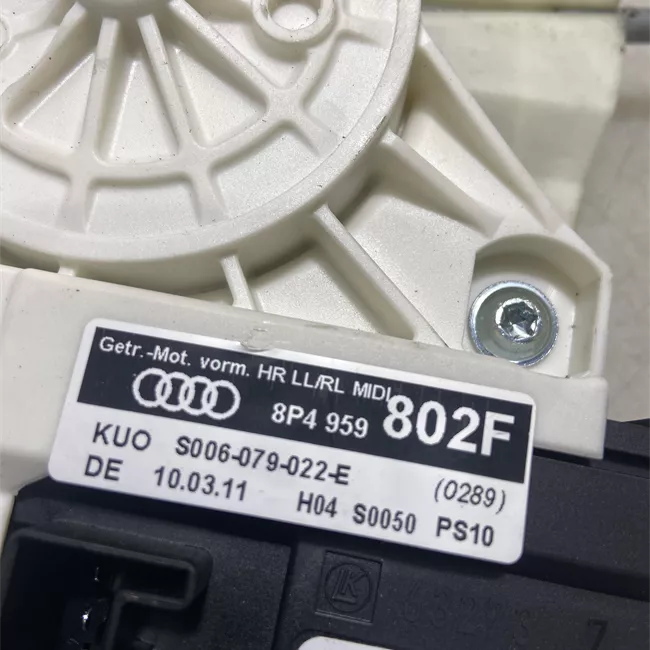 Getr.-Mot. vorm. HR LL/RL MIDI
8P4 959 802F
KUO S006-079-022-E (0289)
DE 10.03.11 H04 S0050 PS10
LK